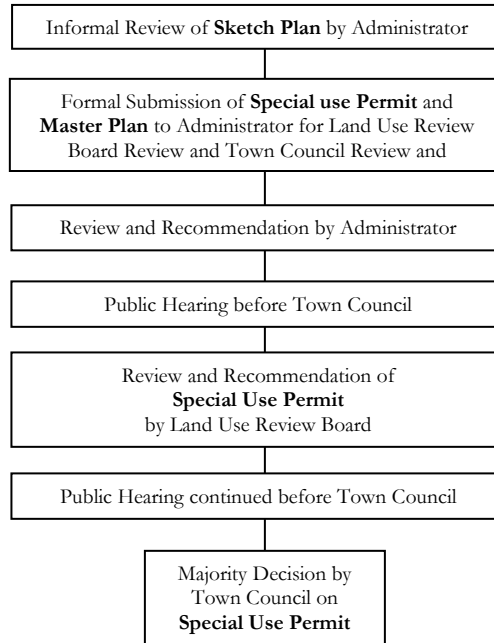 Informal Review of Sketch Plan by Administrator
Formal Submission of Special use Permit and
Master Plan to Administrator for Land Use Review
Board Review and Town Council Review and
Review and Recommendation by Administrator
Public Hearing before Town Council
Review and Recommendation of
Special Use Permit
by Land Use Review Board
Public Hearing continued before Town Council
Majority Decision by
Town Council on
Special Use Permit